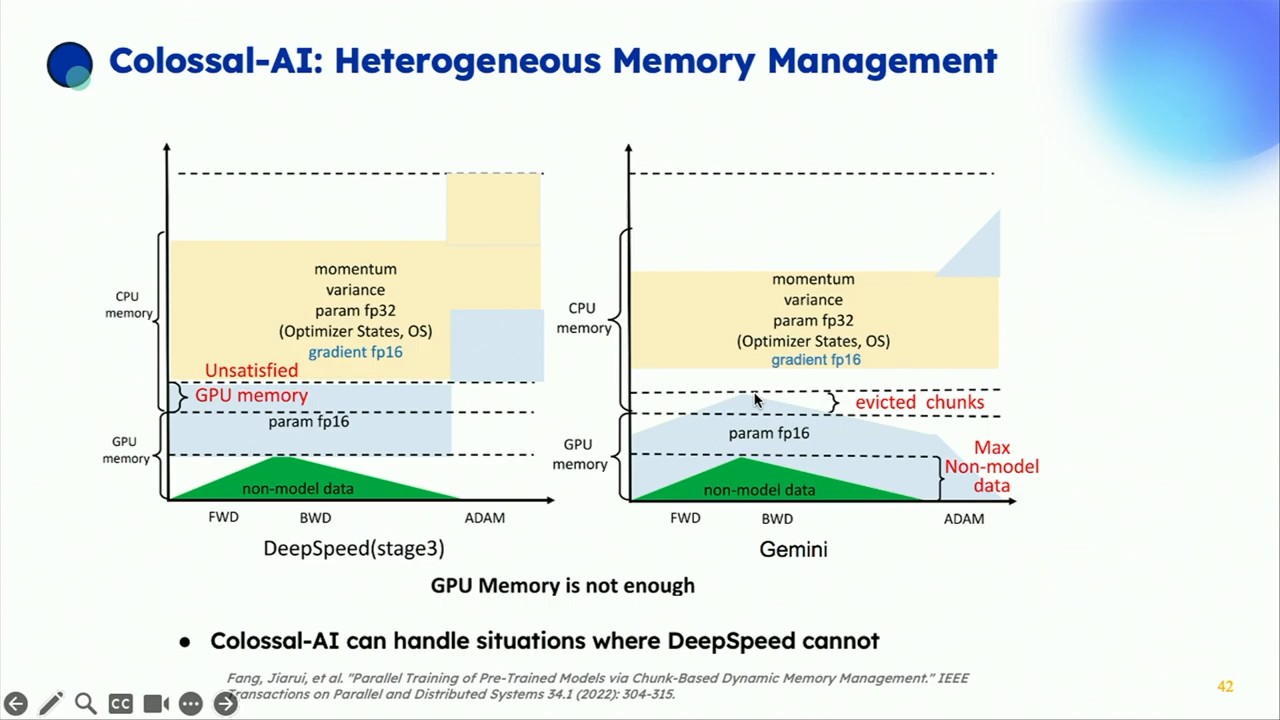 Colossal-AI: Heterogeneous Memory Management
CPU
memory
GPU
memory
momentum
variance
param fp32
(Optimizer States, OS)
gradient fp16
Unsatisfied
GPU memory
param fp16
non-model data
FWD
BWD
ADAM
DeepSpeed(stage3)
CPU
memory
GPU
memory
momentum
variance
param fp32
(Optimizer States, OS)
gradient fp16
evicted chunks
param fp16
Max
Non-model
data
non-model data
FWD
BWD
ADAM
Gemini
GPU Memory is not enough
● Colossal-AI can handle situations where DeepSpeed cannot
Fang, Jiarui, et al. "Parallel Training of Pre-Trained Models via Chunk-Based Dynamic Memory Management." IEEE
Transactions on Parallel and Distributed Systems 34.1 (2022): 304-315.
CC
42